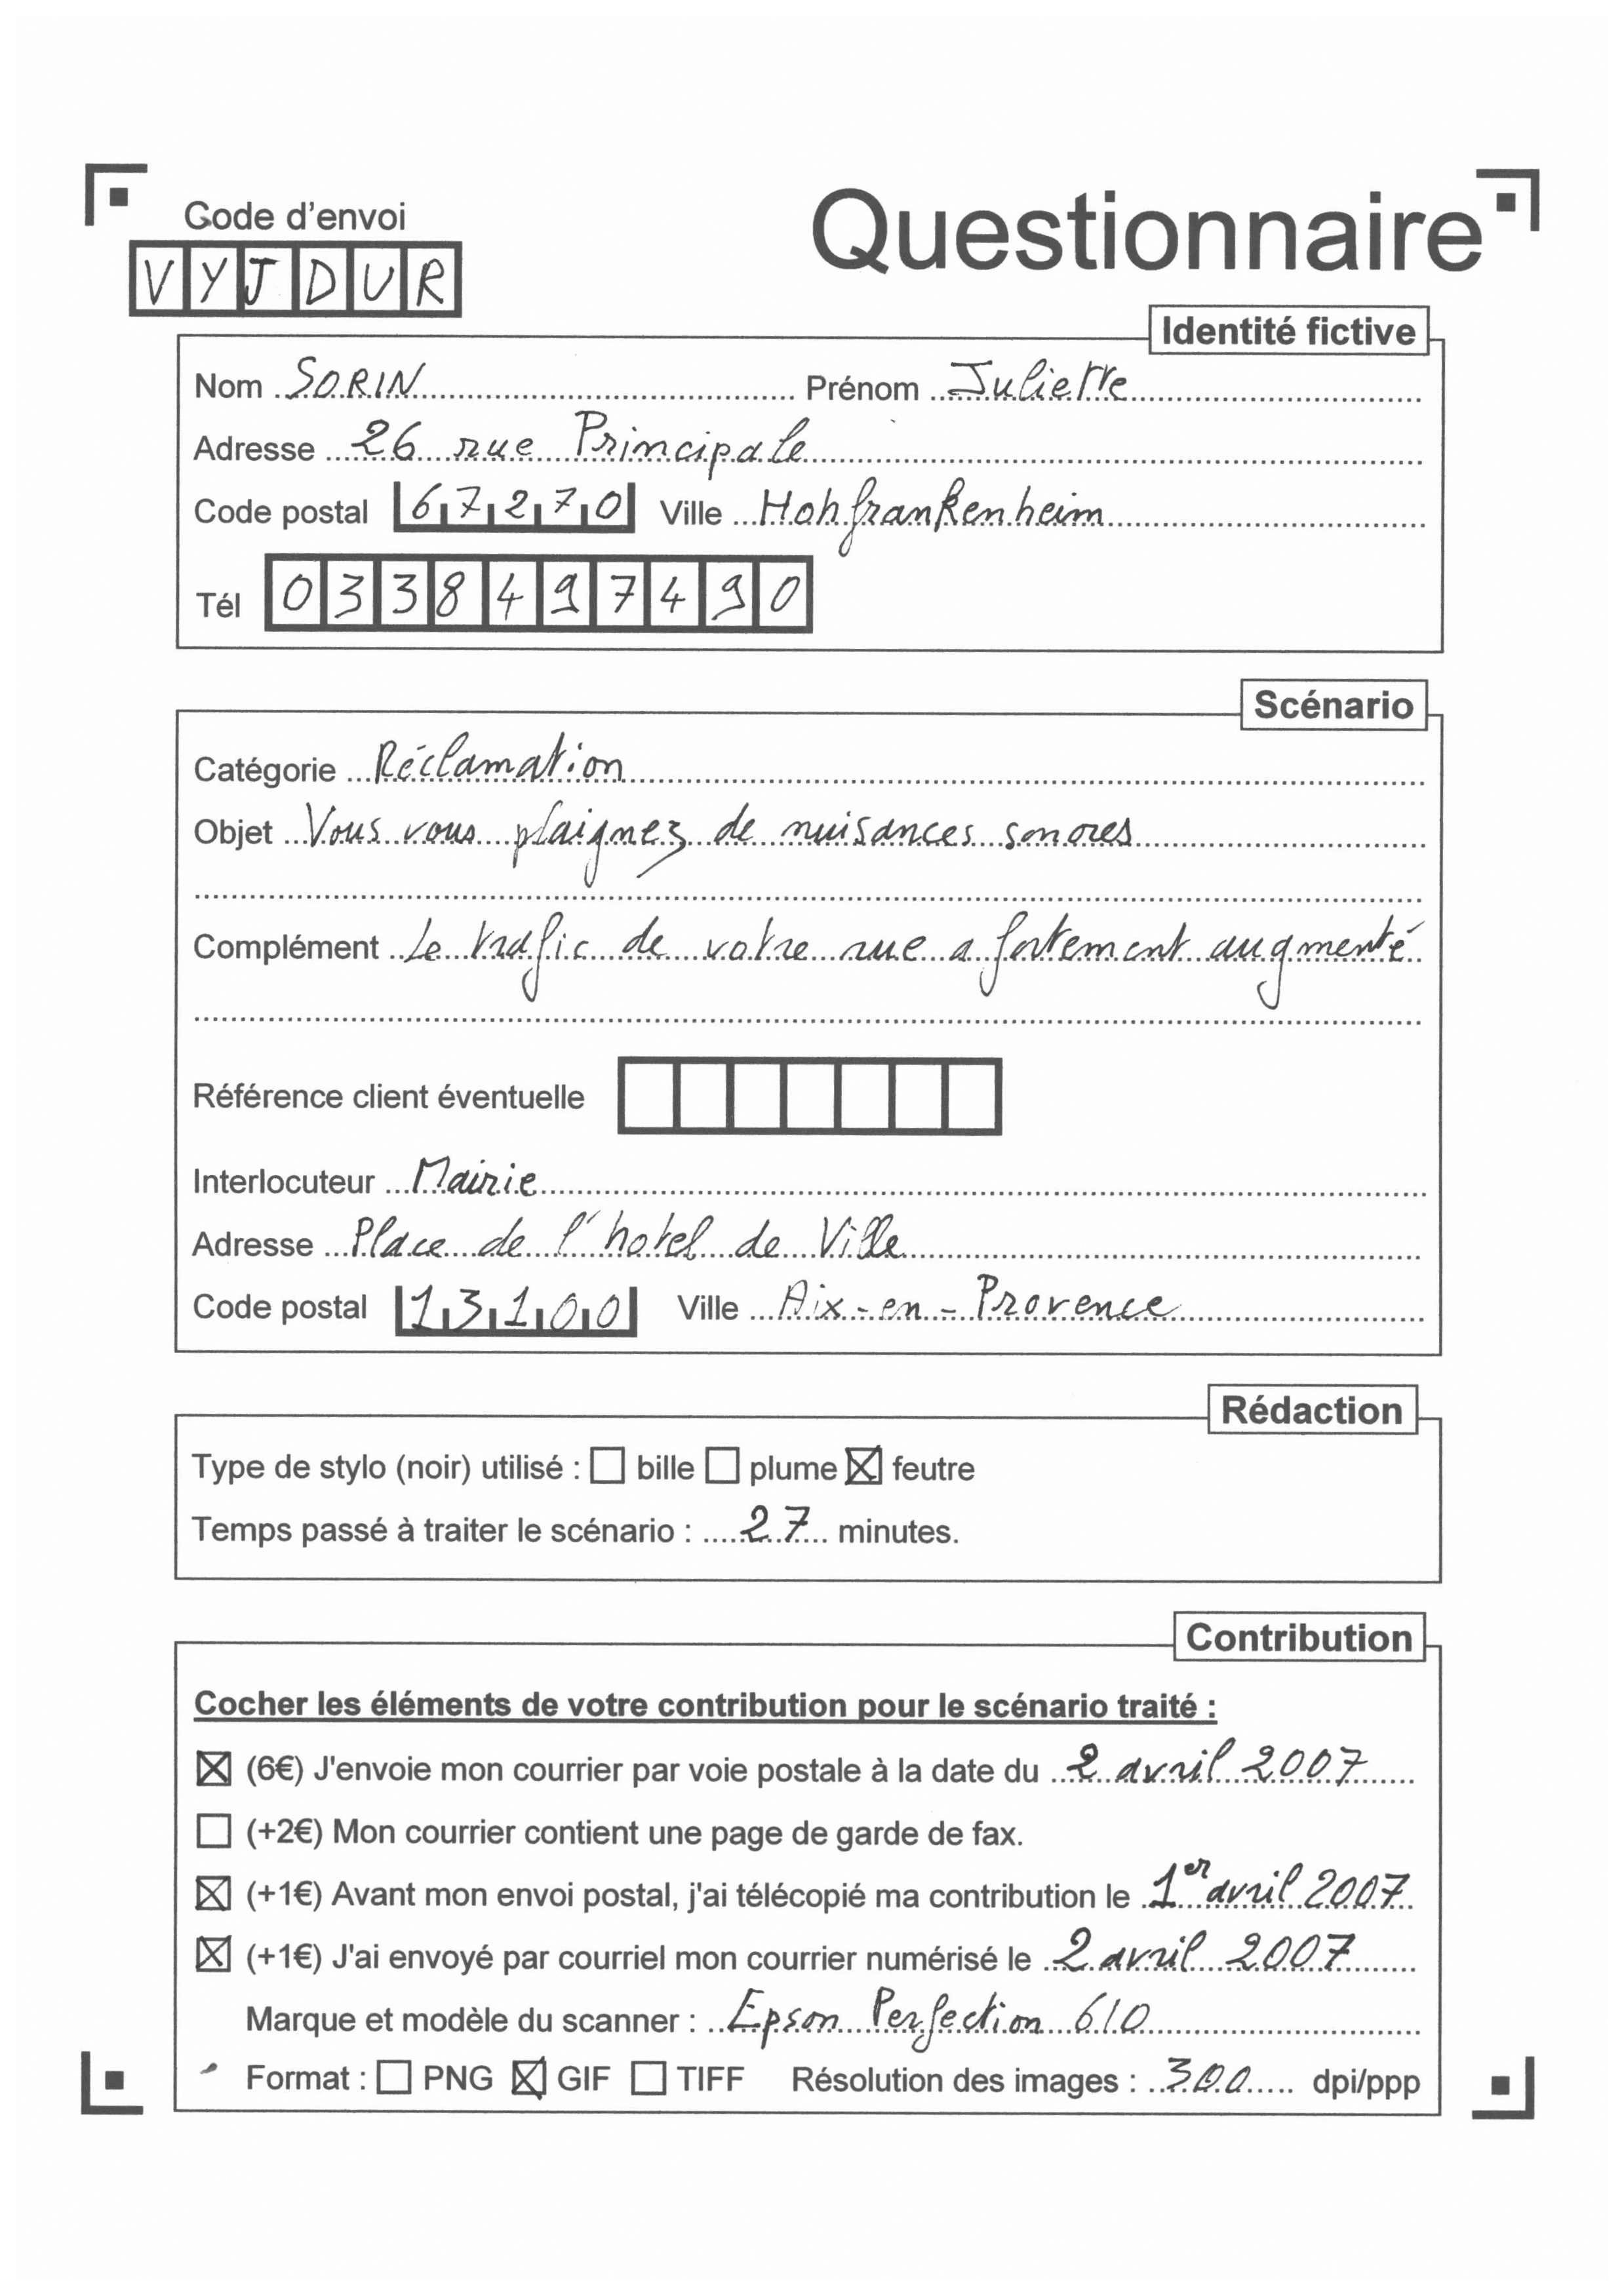 Code d'envoi
Questionnaire
VYJDUR
Identité fictive
Nom SORIN Prénom Juliette
Adresse 26 rue Principale
Code postal 67270 Ville Hohfrankenheim
Tél 0338497490
Scénario
Catégorie Réclamation
Objet Vous vous plaignez de nuisances sonores
Complément Le trafic de votre rue a fortement augmenté
Référence client éventuelle
Interlocuteur Mairie
Adresse Place de l'hotel de Ville
Code postal 13100 Ville Aix-en-Provence
Rédaction
Type de stylo (noir) utilisé : ☐ bille ☐ plume ☒ feutre
Temps passé à traiter le scénario : 27 minutes.
Contribution
Cocher les éléments de votre contribution pour le scénario traité :
☒ (6€) J'envoie mon courrier par voie postale à la date du 2 avril 2007
☐ (+2€) Mon courrier contient une page de garde de fax.
☒ (+1€) Avant mon envoi postal, j'ai télécopié ma contribution le 1er avril 2007
☒ (+1€) J'ai envoyé par courriel mon courrier numérisé le 2 avril 2007
Marque et modèle du scanner : Epson Perfection 610
Format : ☐ PNG ☒ GIF ☐ TIFF Résolution des images : 300 dpi/ppp